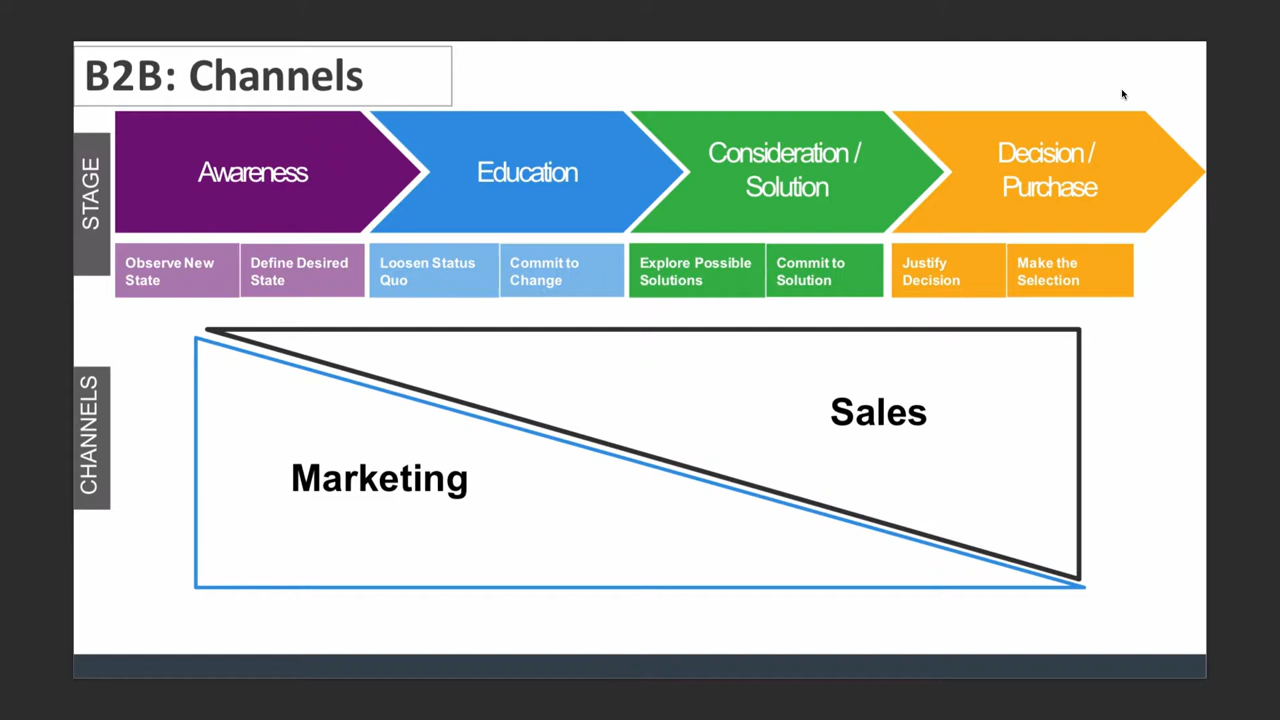 B2B: Channels
STAGE
Awareness
Education
Consideration /
Solution
Decision /
Purchase
Observe New
State
Define Desired
State
Loosen Status
Quo
Commit to
Change
Explore Possible
Solutions
Commit to
Solution
Justify
Decision
Make the
Selection
CHANNELS
Sales
Marketing